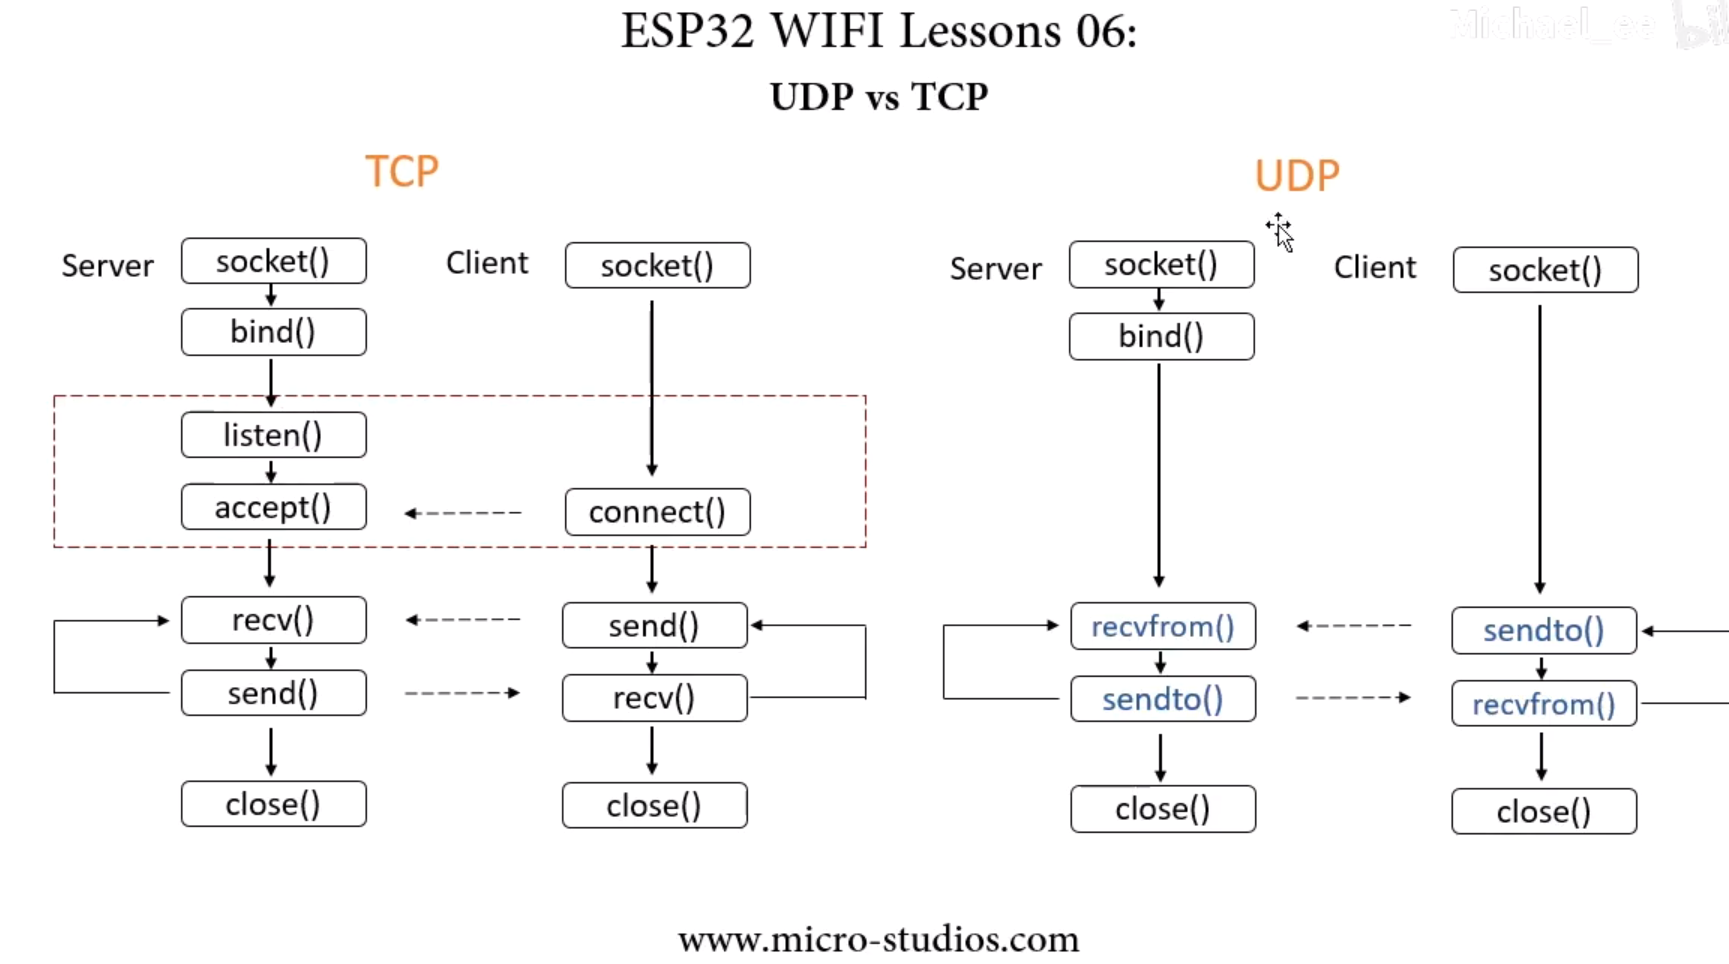 ESP32 WIFI Lessons 06:
Michael_ee
UDP vs TCP
TCP
Server
socket()
bind()
listen()
accept()
recv()
send()
close()
Client
socket()
connect()
send()
recv()
close()
UDP
Server
socket()
bind()
recvfrom()
sendto()
close()
Client
socket()
sendto()
recvfrom()
close()
www.micro-studios.com